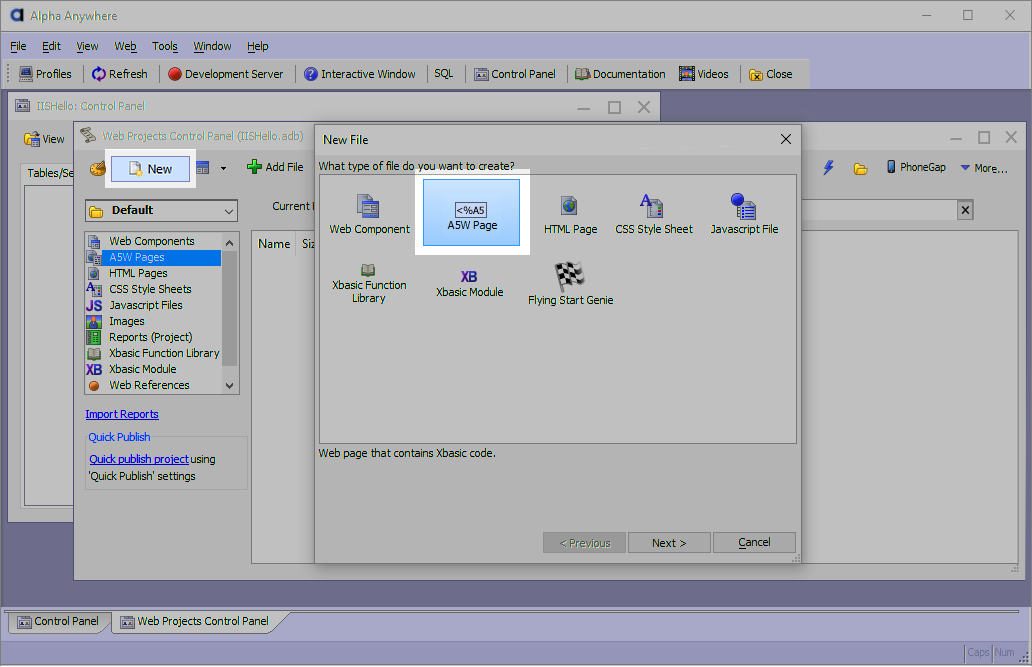 Alpha Anywhere
File Edit View Web Tools Window Help
Profiles Refresh Development Server Interactive Window SQL Control Panel Documentation Videos Close
IISHello: Control Panel
View
Tables/Se
Web Projects Control Panel (IISHello.adb)
New Add File PhoneGap More...
Default
Current
Name Siz
Web Components
A5W Pages
HTML Pages
CSS Style Sheets
JS Javascript Files
Images
Reports (Project)
Xbasic Function Library
XB Xbasic Module
Web References
Import Reports
Quick Publish
Quick publish project using
'Quick Publish' settings
New File
What type of file do you want to create?
Web Component
<%A5
A5W Page
HTML Page
CSS Style Sheet
Javascript File
Xbasic Function
Library
XB
Xbasic Module
Flying Start Genie
Web page that contains Xbasic code.
< Previous Next > Cancel
Control Panel Web Projects Control Panel
Caps Num